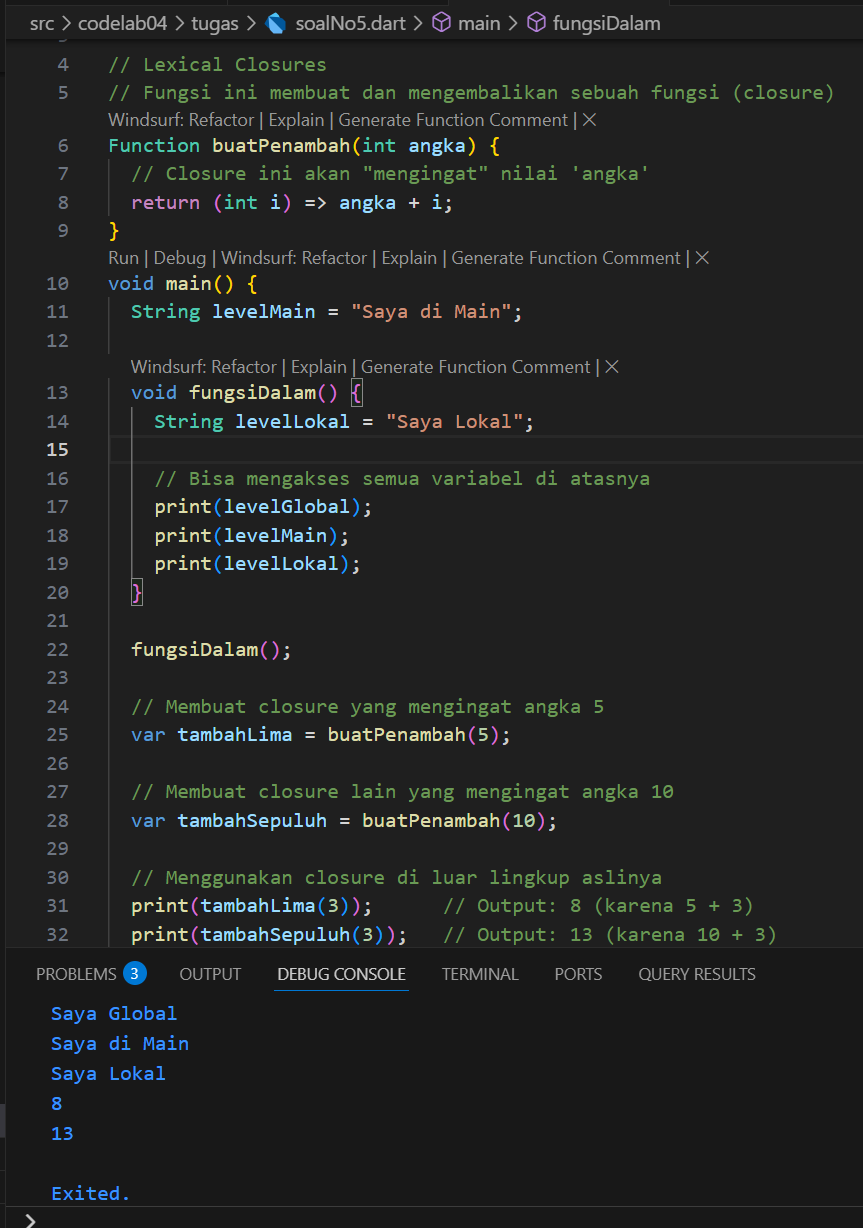 src > codelab04 > tugas > soalNo5.dart > main > fungsiDalam
4 // Lexical Closures
5 // Fungsi ini membuat dan mengembalikan sebuah fungsi (closure)
Windsurf: Refactor | Explain | Generate Function Comment | ×
6 Function buatPenambah(int angka) {
7 // Closure ini akan "mengingat" nilai 'angka'
8 return (int i) => angka + i;
9 }
Run | Debug | Windsurf: Refactor | Explain | Generate Function Comment | ×
10 void main() {
11 String levelMain = "Saya di Main";
12
Windsurf: Refactor | Explain | Generate Function Comment | ×
13 void fungsiDalam() {
14 String levelLokal = "Saya Lokal";
15
16 // Bisa mengakses semua variabel di atasnya
17 print(levelGlobal);
18 print(levelMain);
19 print(levelLokal);
20 }
21
22 fungsiDalam();
23
24 // Membuat closure yang mengingat angka 5
25 var tambahLima = buatPenambah(5);
26
27 // Membuat closure lain yang mengingat angka 10
28 var tambahSepuluh = buatPenambah(10);
29
30 // Menggunakan closure di luar lingkup aslinya
31 print(tambahLima(3)); // Output: 8 (karena 5 + 3)
32 print(tambahSepuluh(3)); // Output: 13 (karena 10 + 3)
PROBLEMS 3 OUTPUT DEBUG CONSOLE TERMINAL PORTS QUERY RESULTS
Saya Global
Saya di Main
Saya Lokal
8
13
Exited.
>